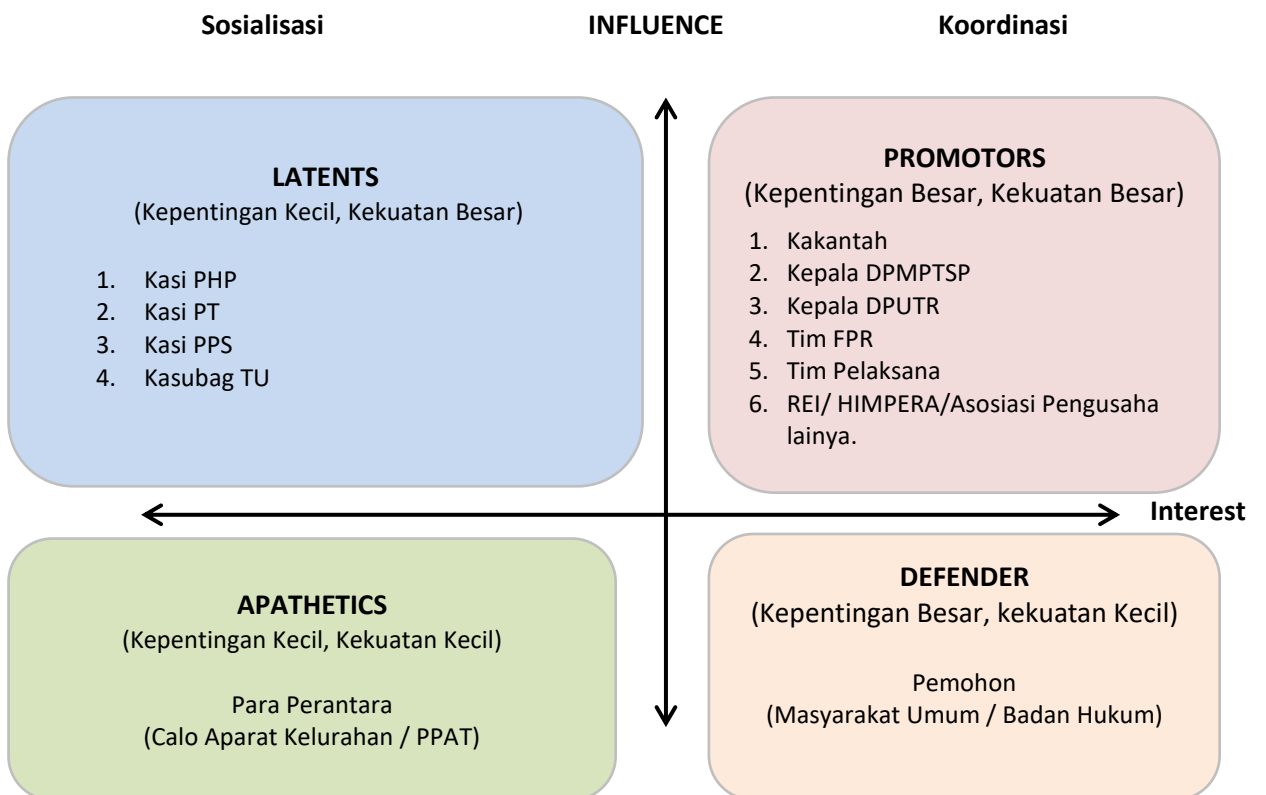 Sosialisasi
INFLUENCE
Koordinasi
LATENTS
(Kepentingan Kecil, Kekuatan Besar)
1. Kasi PHP
2. Kasi PT
3. Kasi PPS
4. Kasubag TU
PROMOTORS
(Kepentingan Besar, Kekuatan Besar)
1. Kakantah
2. Kepala DPMPTSP
3. Kepala DPUTR
4. Tim FPR
5. Tim Pelaksana
6. REI/ HIMPERA/Asosiasi Pengusaha
lainya.
Interest
APATHETICS
(Kepentingan Kecil, Kekuatan Kecil)
Para Perantara
(Calo Aparat Kelurahan / PPAT)
DEFENDER
(Kepentingan Besar, kekuatan Kecil)
Pemohon
(Masyarakat Umum / Badan Hukum)